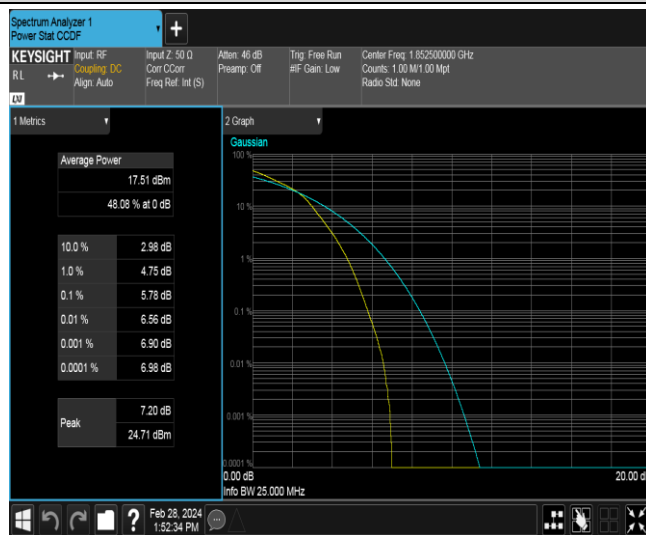 Spectrum Analyzer 1
Power Stat CCDF
KEYSIGHT
RL
LXI
Input: RF
Coupling: DC
Align: Auto
Input Z: 50 Ω
Corr CCorr
Freq Ref: Int (S)
Atten: 46 dB
Preamp: Off
Trig: Free Run
#IF Gain: Low
Center Freq: 1.852500000 GHz
Counts: 1.00 M/1.00 Mpt
Radio Std: None
1 Metrics
Average Power
17.51 dBm
48.08 % at 0 dB
10.0 % 2.98 dB
1.0 % 4.75 dB
0.1 % 5.78 dB
0.01 % 6.56 dB
0.001 % 6.90 dB
0.0001 % 6.98 dB
Peak
7.20 dB
24.71 dBm
2 Graph
Gaussian
100 %
10 %
1 %
0.1 %
0.01 %
0.001 %
0.0001 %
0.00 dB
20.00 d
Info BW 25.000 MHz
?
Feb 28, 2024
1:52:34 PM